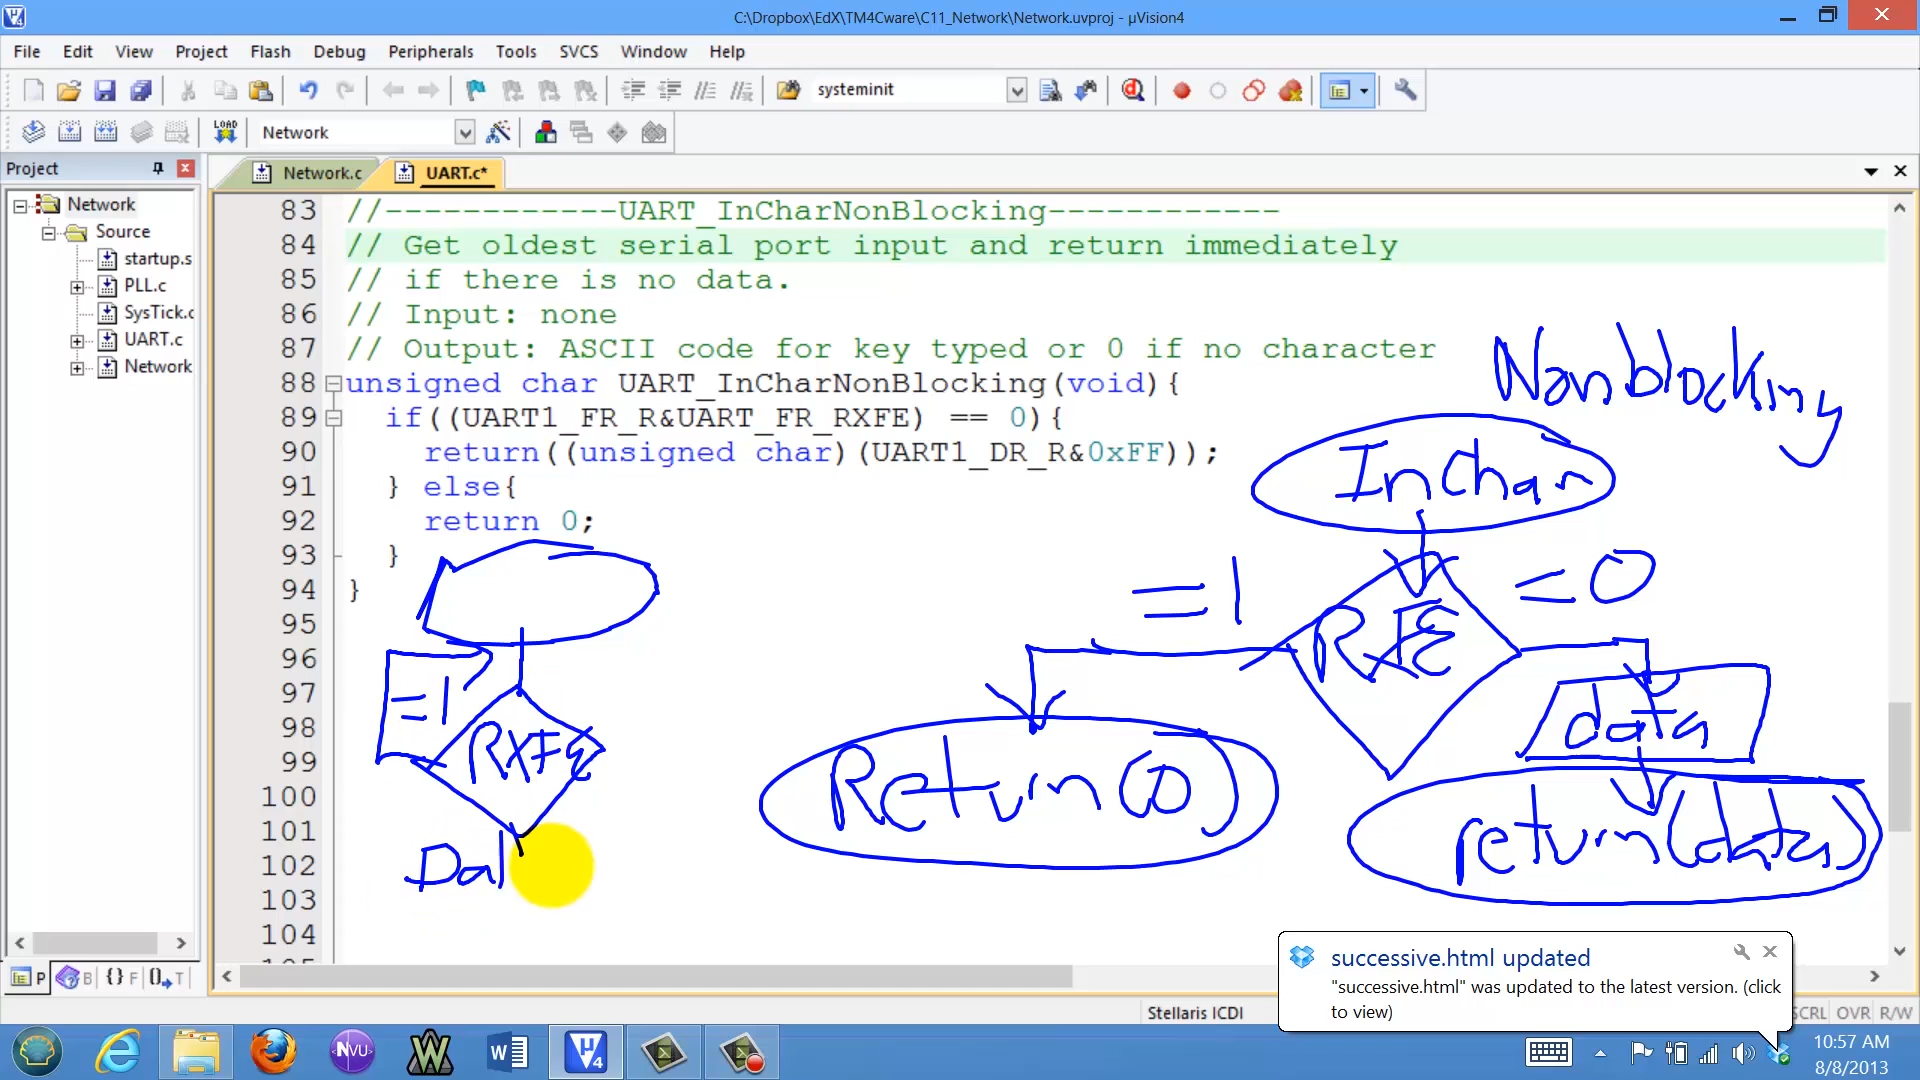 C:\Dropbox\EdX\TM4Cware\C11_Network\Network.uvproj - µVision4
File Edit View Project Flash Debug Peripherals Tools SVCS Window Help
systeminit
LOAD
Network
Project
Network.c
UART.c*
Network
Source
startup.s
PLL.c
SysTick.c
UART.c
Network
83 //------------UART_InCharNonBlocking------------
84 // Get oldest serial port input and return immediately
85 // if there is no data.
86 // Input: none
87 // Output: ASCII code for key typed or 0 if no character
88 unsigned char UART_InCharNonBlocking(void){
89 if((UART1_FR_R&UART_FR_RXFE) == 0){
90 return((unsigned char)(UART1_DR_R&0xFF));
91 } else{
92 return 0;
93 }
94 }
95
96
97
98
99
100
101
102
103
104
Nonblocking
InChar
=1
=0
RXFE
data
Return(0)
return(data)
=1
RXFE
Dat
P B {} F T
successive.html updated
"successive.html" was updated to the latest version. (click
to view)
Stellaris ICDI
SCRL OVR R/W
NVU
W
W
µ4
10:57 AM
8/8/2013